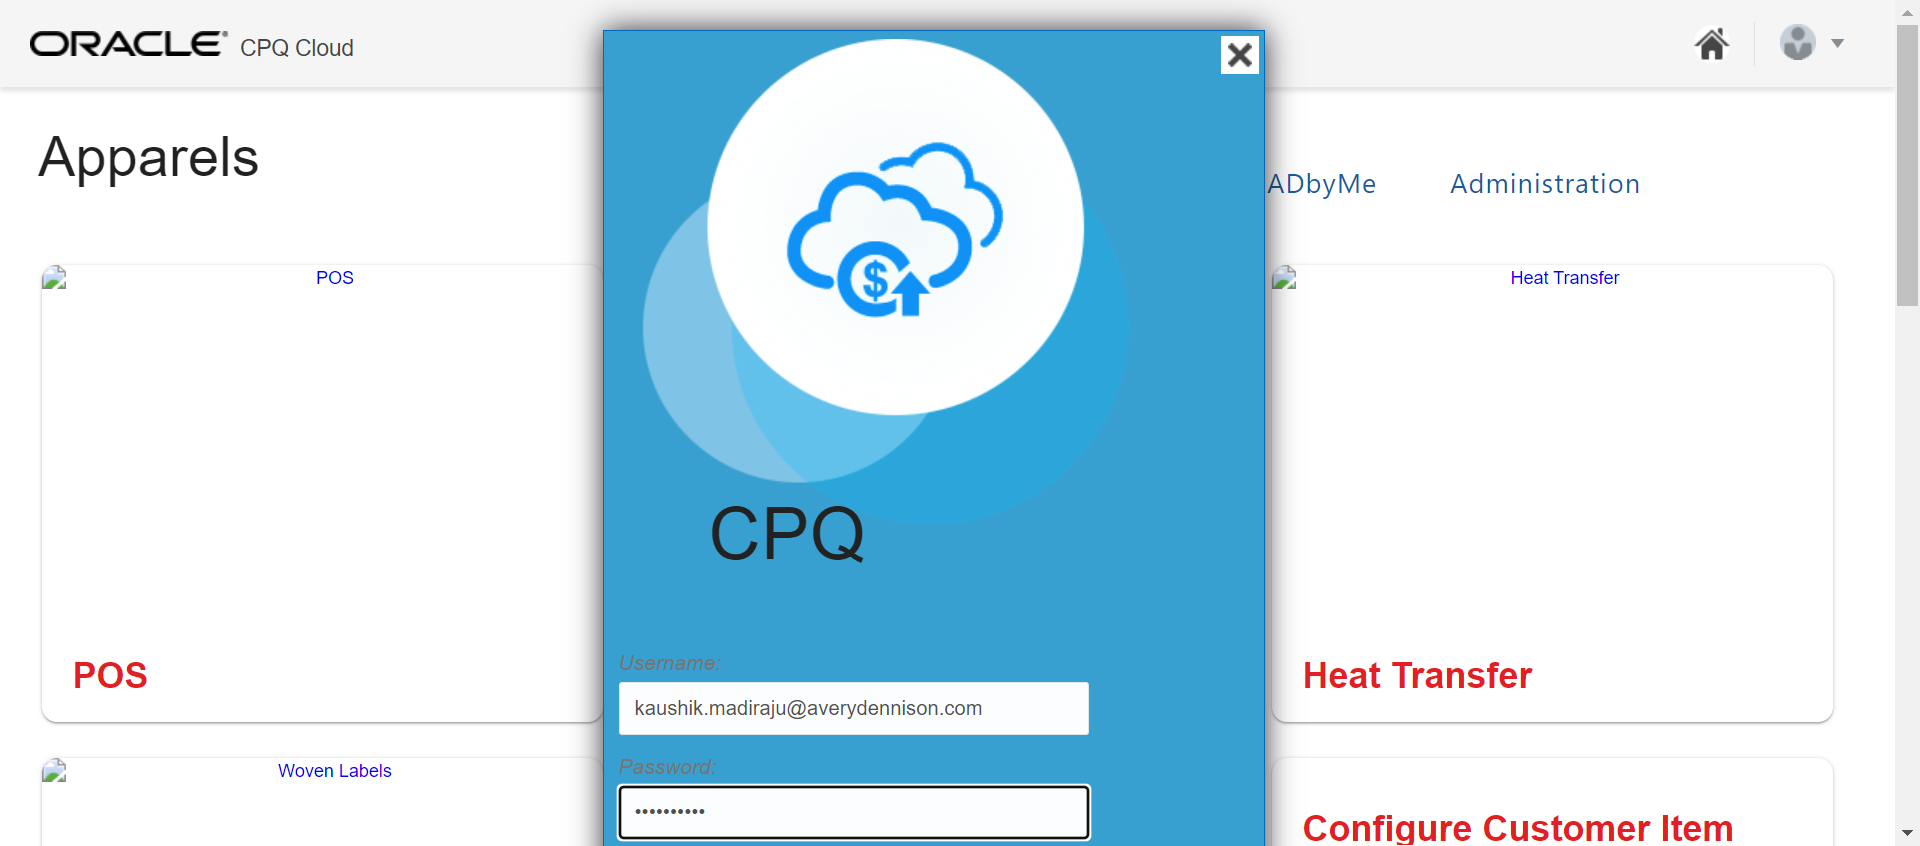 ORACLE CPQ Cloud
Apparels
ADbyMe Administration
POS
Heat Transfer
$
CPQ
Username:
POS
Heat Transfer
kaushik.madiraju@averydennison.com
Password:
Woven Labels
••••••••••
Configure Customer Item